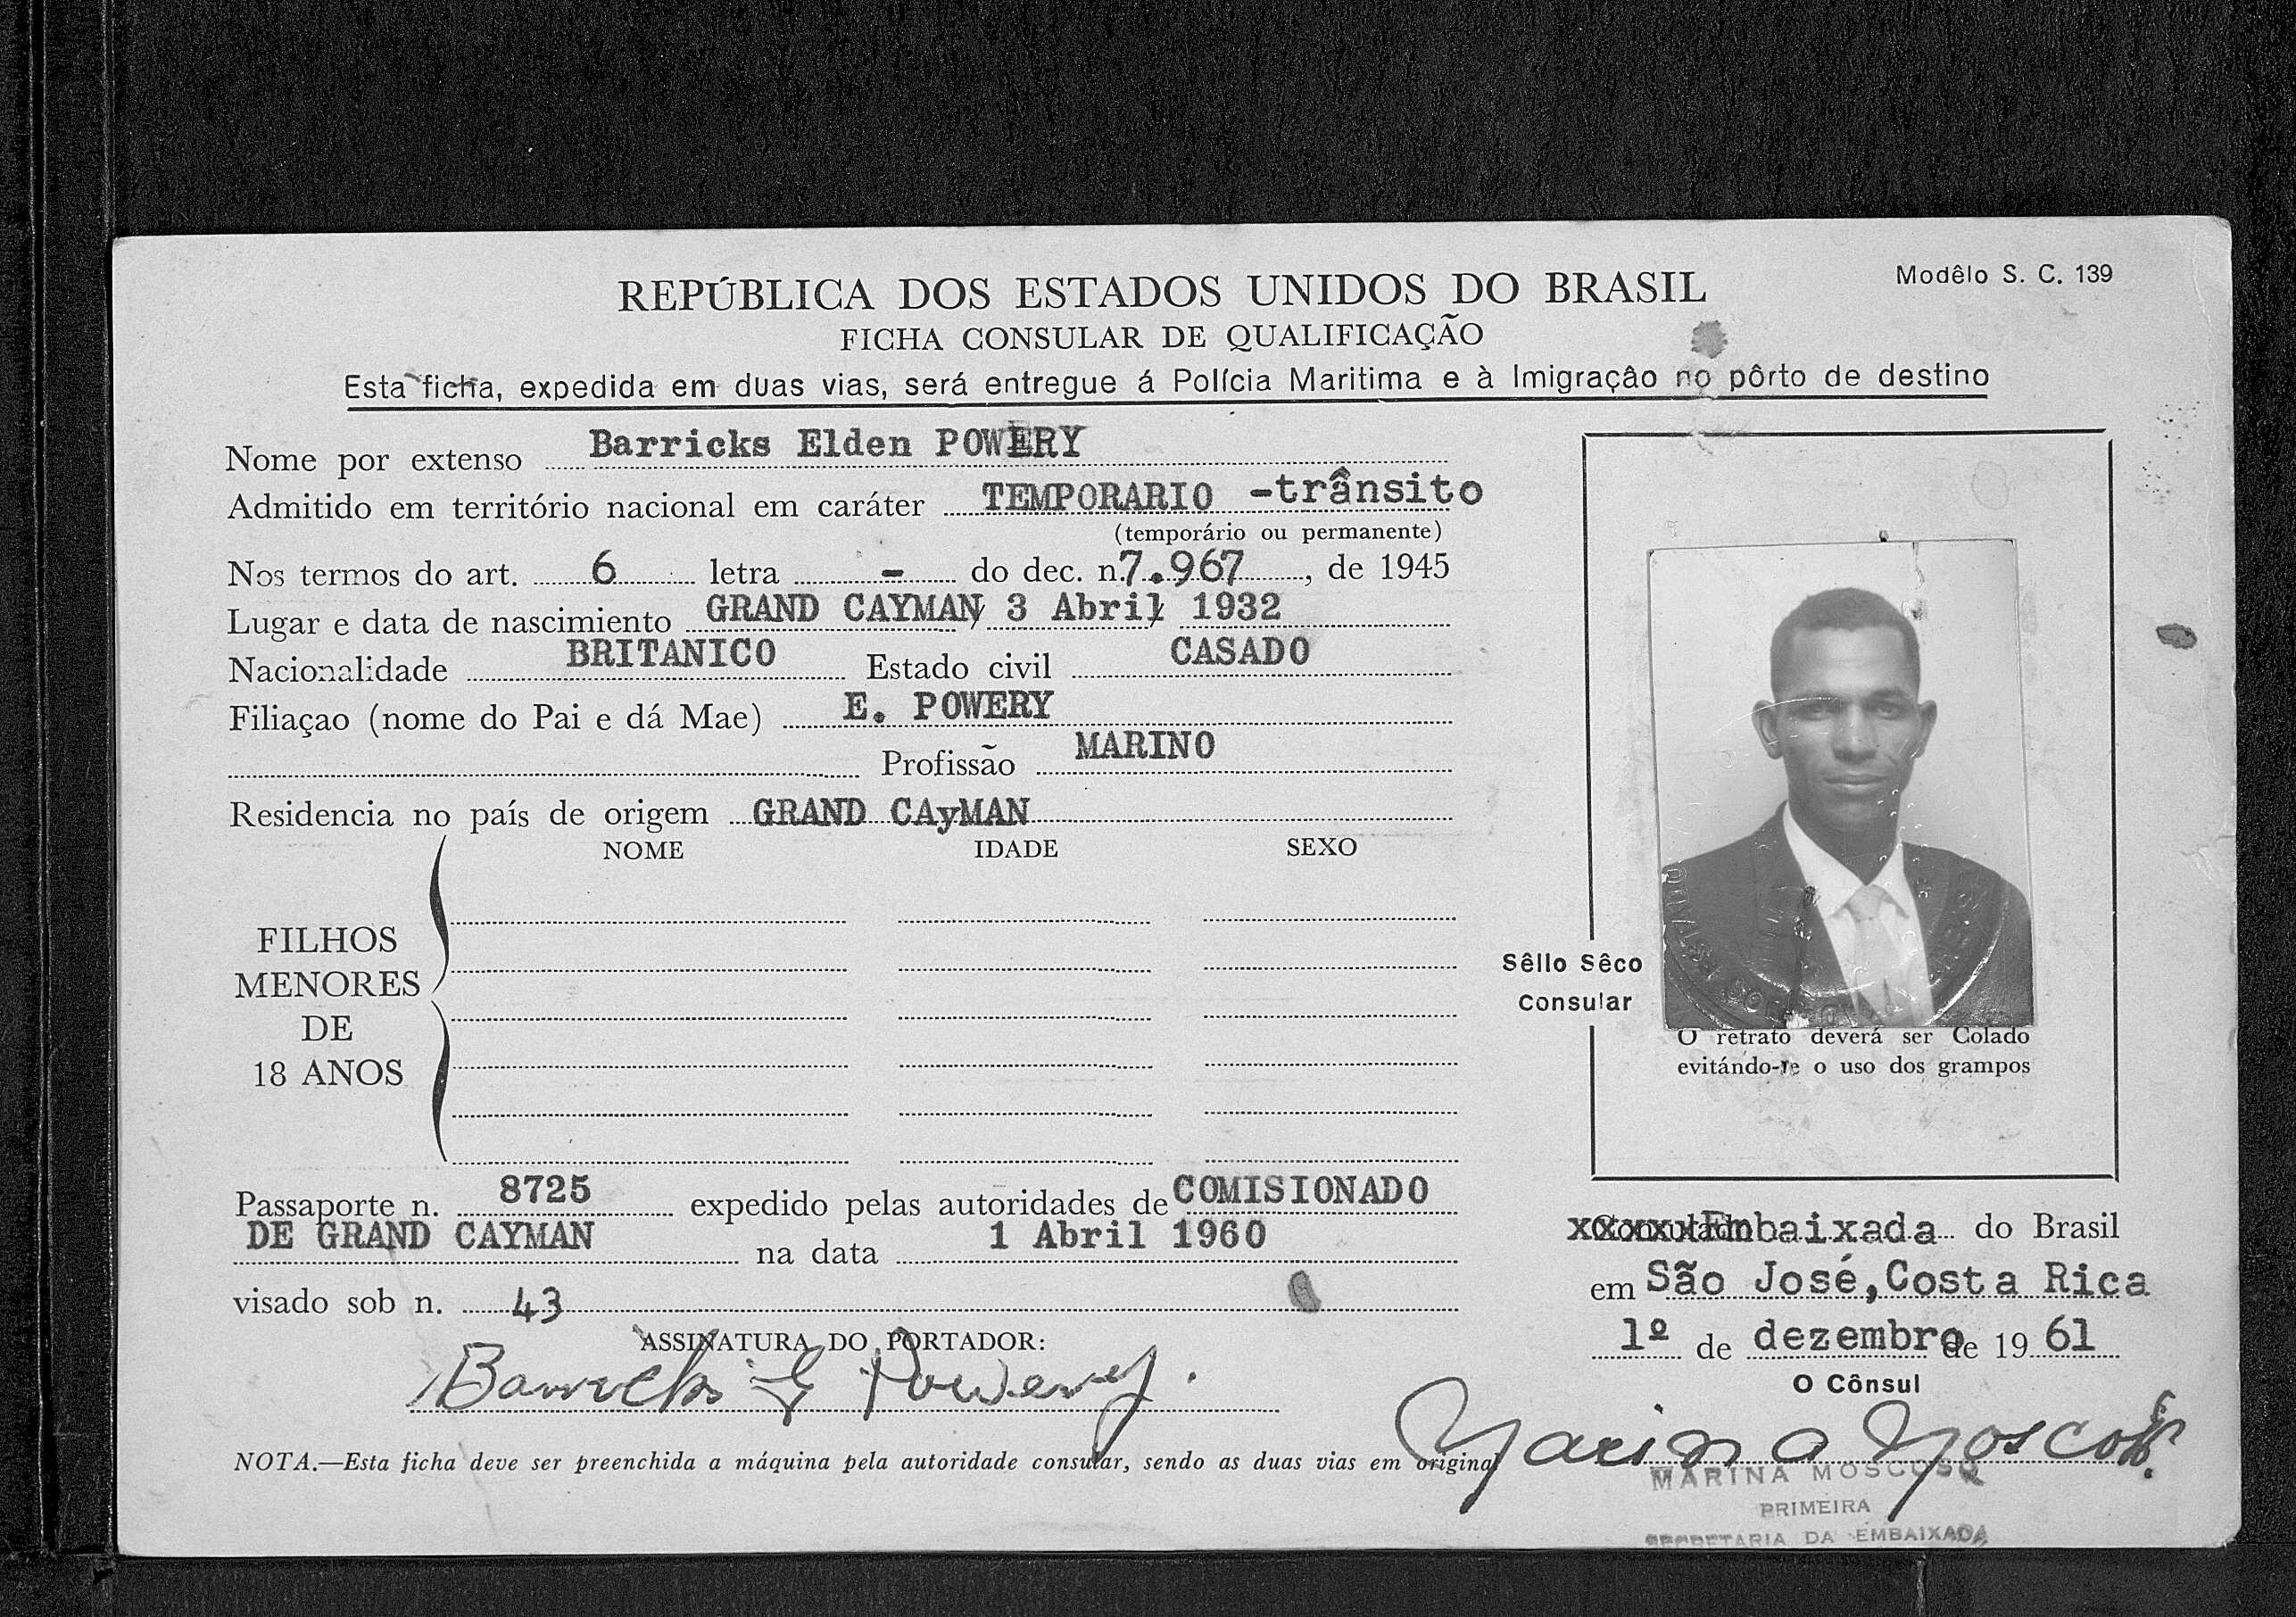 Modêlo S. C. 139
REPÚBLICA DOS ESTADOS UNIDOS DO BRASIL
FICHA CONSULAR DE QUALIFICAÇÃO
Esta ficha, expedida em duas vias, será entregue á Polícia Maritima e à Imigraçâo no pôrto de destino
Nome por extenso Barricks Elden POWERY
Admitido em território nacional em caráter TEMPORARIO -trânsito
(temporário ou permanente)
Nos termos do art. 6 letra - do dec. n. 7.967, de 1945
Lugar e data de nascimiento GRAND CAYMAN, 3 Abril, 1932
Nacionalidade BRITANICO Estado civil CASADO
Filiaçao (nome do Pai e dá Mae) E. POWERY
Profissão MARINO
Residencia no país de origem GRAND CAyMAN
NOME IDADE SEXO
FILHOS
MENORES
DE
18 ANOS
Sêllo Sêco
Consular
O retrato deverá ser Colado
evitándo-se o uso dos grampos
Passaporte n. 8725 expedido pelas autoridades de COMISIONADO
DE GRAND CAYMAN na data 1 Abril 1960
visado sob n. 43
ASSINATURA DO PORTADOR:
Barricks E Powery.
NOTA.—Esta ficha deve ser preenchida a máquina pela autoridade consular, sendo as duas vias em original
Consulado xxxxxEmbaixada do Brasil
em São José, Costa Rica
1º de dezembro de 19 61
O Cônsul
Marina Moscoso
MARINA MOSCOSO
PRIMEIRA
SECRETARIA DA EMBAIXADA